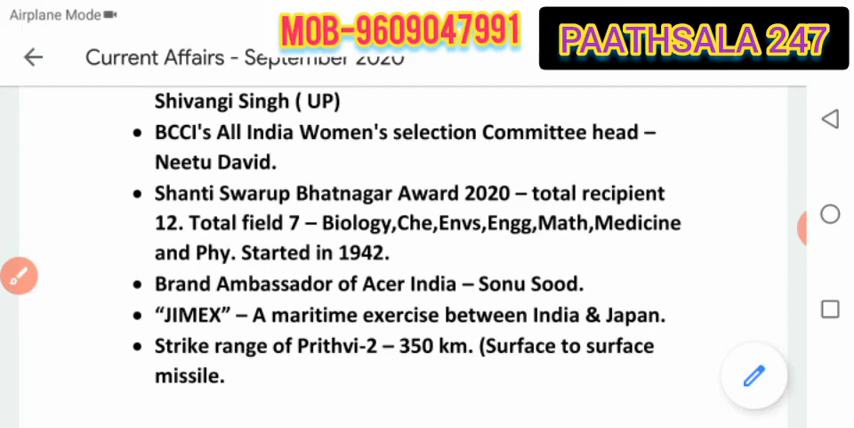 Airplane Mode
MOB-9609047991
PAATHSALA 247
Current Affairs - September 2020
Shivangi Singh ( UP)
• BCCI's All India Women's selection Committee head –
Neetu David.
• Shanti Swarup Bhatnagar Award 2020 – total recipient
12. Total field 7 – Biology,Che,Envs,Engg,Math,Medicine
and Phy. Started in 1942.
• Brand Ambassador of Acer India – Sonu Sood.
• “JIMEX” – A maritime exercise between India & Japan.
• Strike range of Prithvi-2 – 350 km. (Surface to surface
missile.